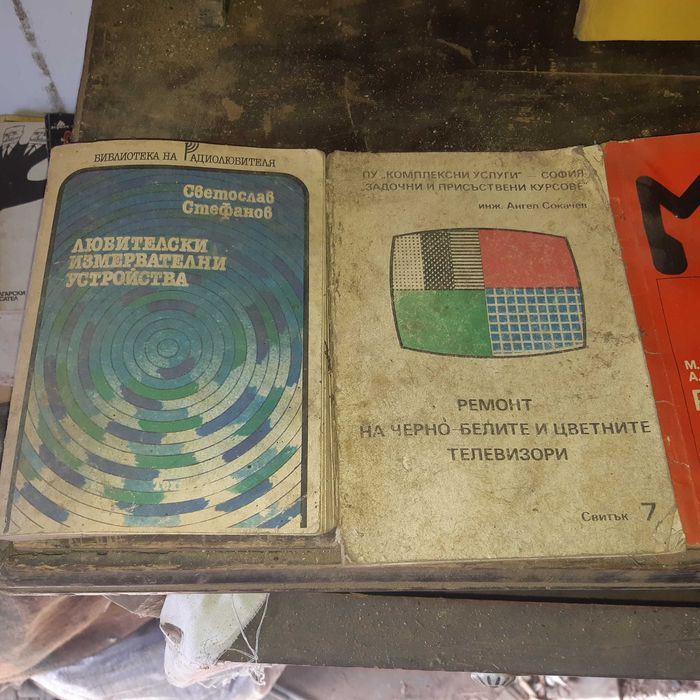 БИБЛИОТЕКА НА РАДИОЛЮБИТЕЛЯ
Светослав
Стефанов
ЛЮБИТЕЛСКИ
ИЗМЕРВАТЕЛНИ
УСТРОЙСТВА
ПУ „КОМПЛЕКСНИ УСЛУГИ" – СОФИЯ
ЗАДОЧНИ И ПРИСЪСТВЕНИ КУРСОВЕ
инж. Ангел Сокачев
РЕМОНТ
НА ЧЕРНО-БЕЛИТЕ И ЦВЕТНИТЕ
ТЕЛЕВИЗОРИ
Свитък 7
М.
А.